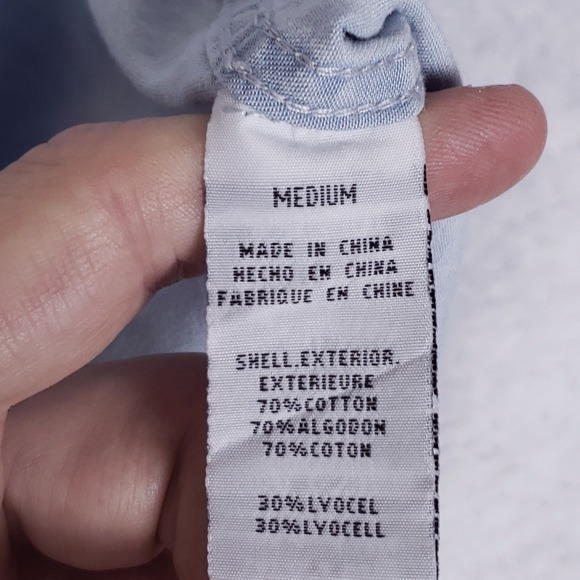 MEDIUM
MADE IN CHINA
HECHO EN CHINA
FABRIQUE EN CHINE
SHELL.EXTERIOR.
EXTERIEURE
70%COTTON
70%ALGODON
70%COTON
30%LYOCEL
30%LYOCELL